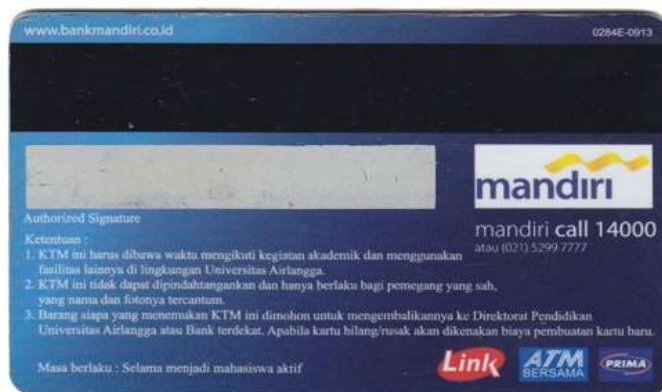 www.bankmandiri.co.id
0284E-0913
mandiri
Authorized Signature
mandiri call 14000
atau (021) 5299 7777
Ketentuan :
1. KTM ini harus dibawa waktu mengikuti kegiatan akademik dan menggunakan
fasilitas lainnya di lingkungan Universitas Airlangga.
2. KTM ini tidak dapat dipindahtangankan dan hanya berlaku bagi pemegang yang sah,
yang nama dan fotonya tercantum.
3. Barang siapa yang menemukan KTM ini dimohon untuk mengembalikannya ke Direktorat Pendidikan
Universitas Airlangga atau Bank terdekat. Apabila kartu hilang/rusak akan dikenakan biaya pembuatan kartu baru.
Masa berlaku : Selama menjadi mahasiswa aktif
Link
ATM
BERSAMA
PRIMA